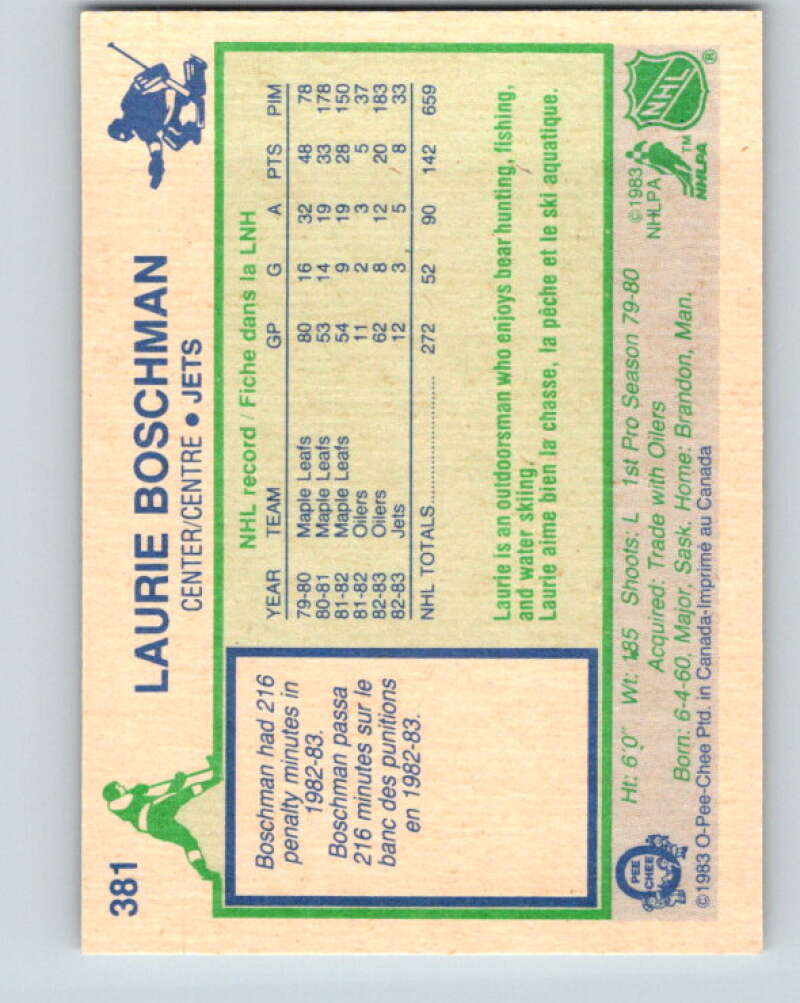 381
LAURIE BOSCHMAN
CENTER/CENTRE • JETS
Boschman had 216
penalty minutes in
1982-83.
Boschman passa
216 minutes sur le
banc des punitions
en 1982-83.
NHL record / Fiche dans la LNH
YEAR TEAM GP G A PTS PIM
79-80 Maple Leafs 80 16 32 48 78
80-81 Maple Leafs 53 14 19 33 178
81-82 Maple Leafs 54 9 19 28 150
81-82 Oilers 11 2 3 5 37
82-83 Oilers 62 8 12 20 183
82-83 Jets 12 3 5 8 33
NHL TOTALS.................... 272 52 90 142 659
Laurie is an outdoorsman who enjoys bear hunting, fishing,
and water skiing.
Laurie aime bien la chasse, la pêche et le ski aquatique.
O
PEE
CHEE
Ht: 6'0" Wt: 185 Shoots: L 1st Pro Season 79-80
Acquired: Trade with Oilers
Born: 6-4-60, Major, Sask. Home: Brandon, Man.
©1983 O-Pee-Chee Ptd. in Canada-Imprimé au Canada
©1983
NHLPA
NHL ®
NHLPA TM